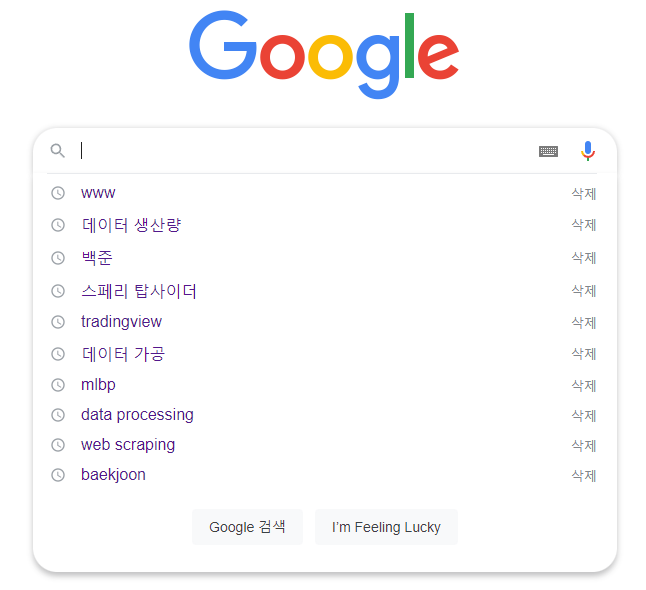 Google
www 삭제
데이터 생산량 삭제
백준 삭제
스페리 탑사이더 삭제
tradingview 삭제
데이터 가공 삭제
mlbp 삭제
data processing 삭제
web scraping 삭제
baekjoon 삭제
Google 검색 I'm Feeling Lucky